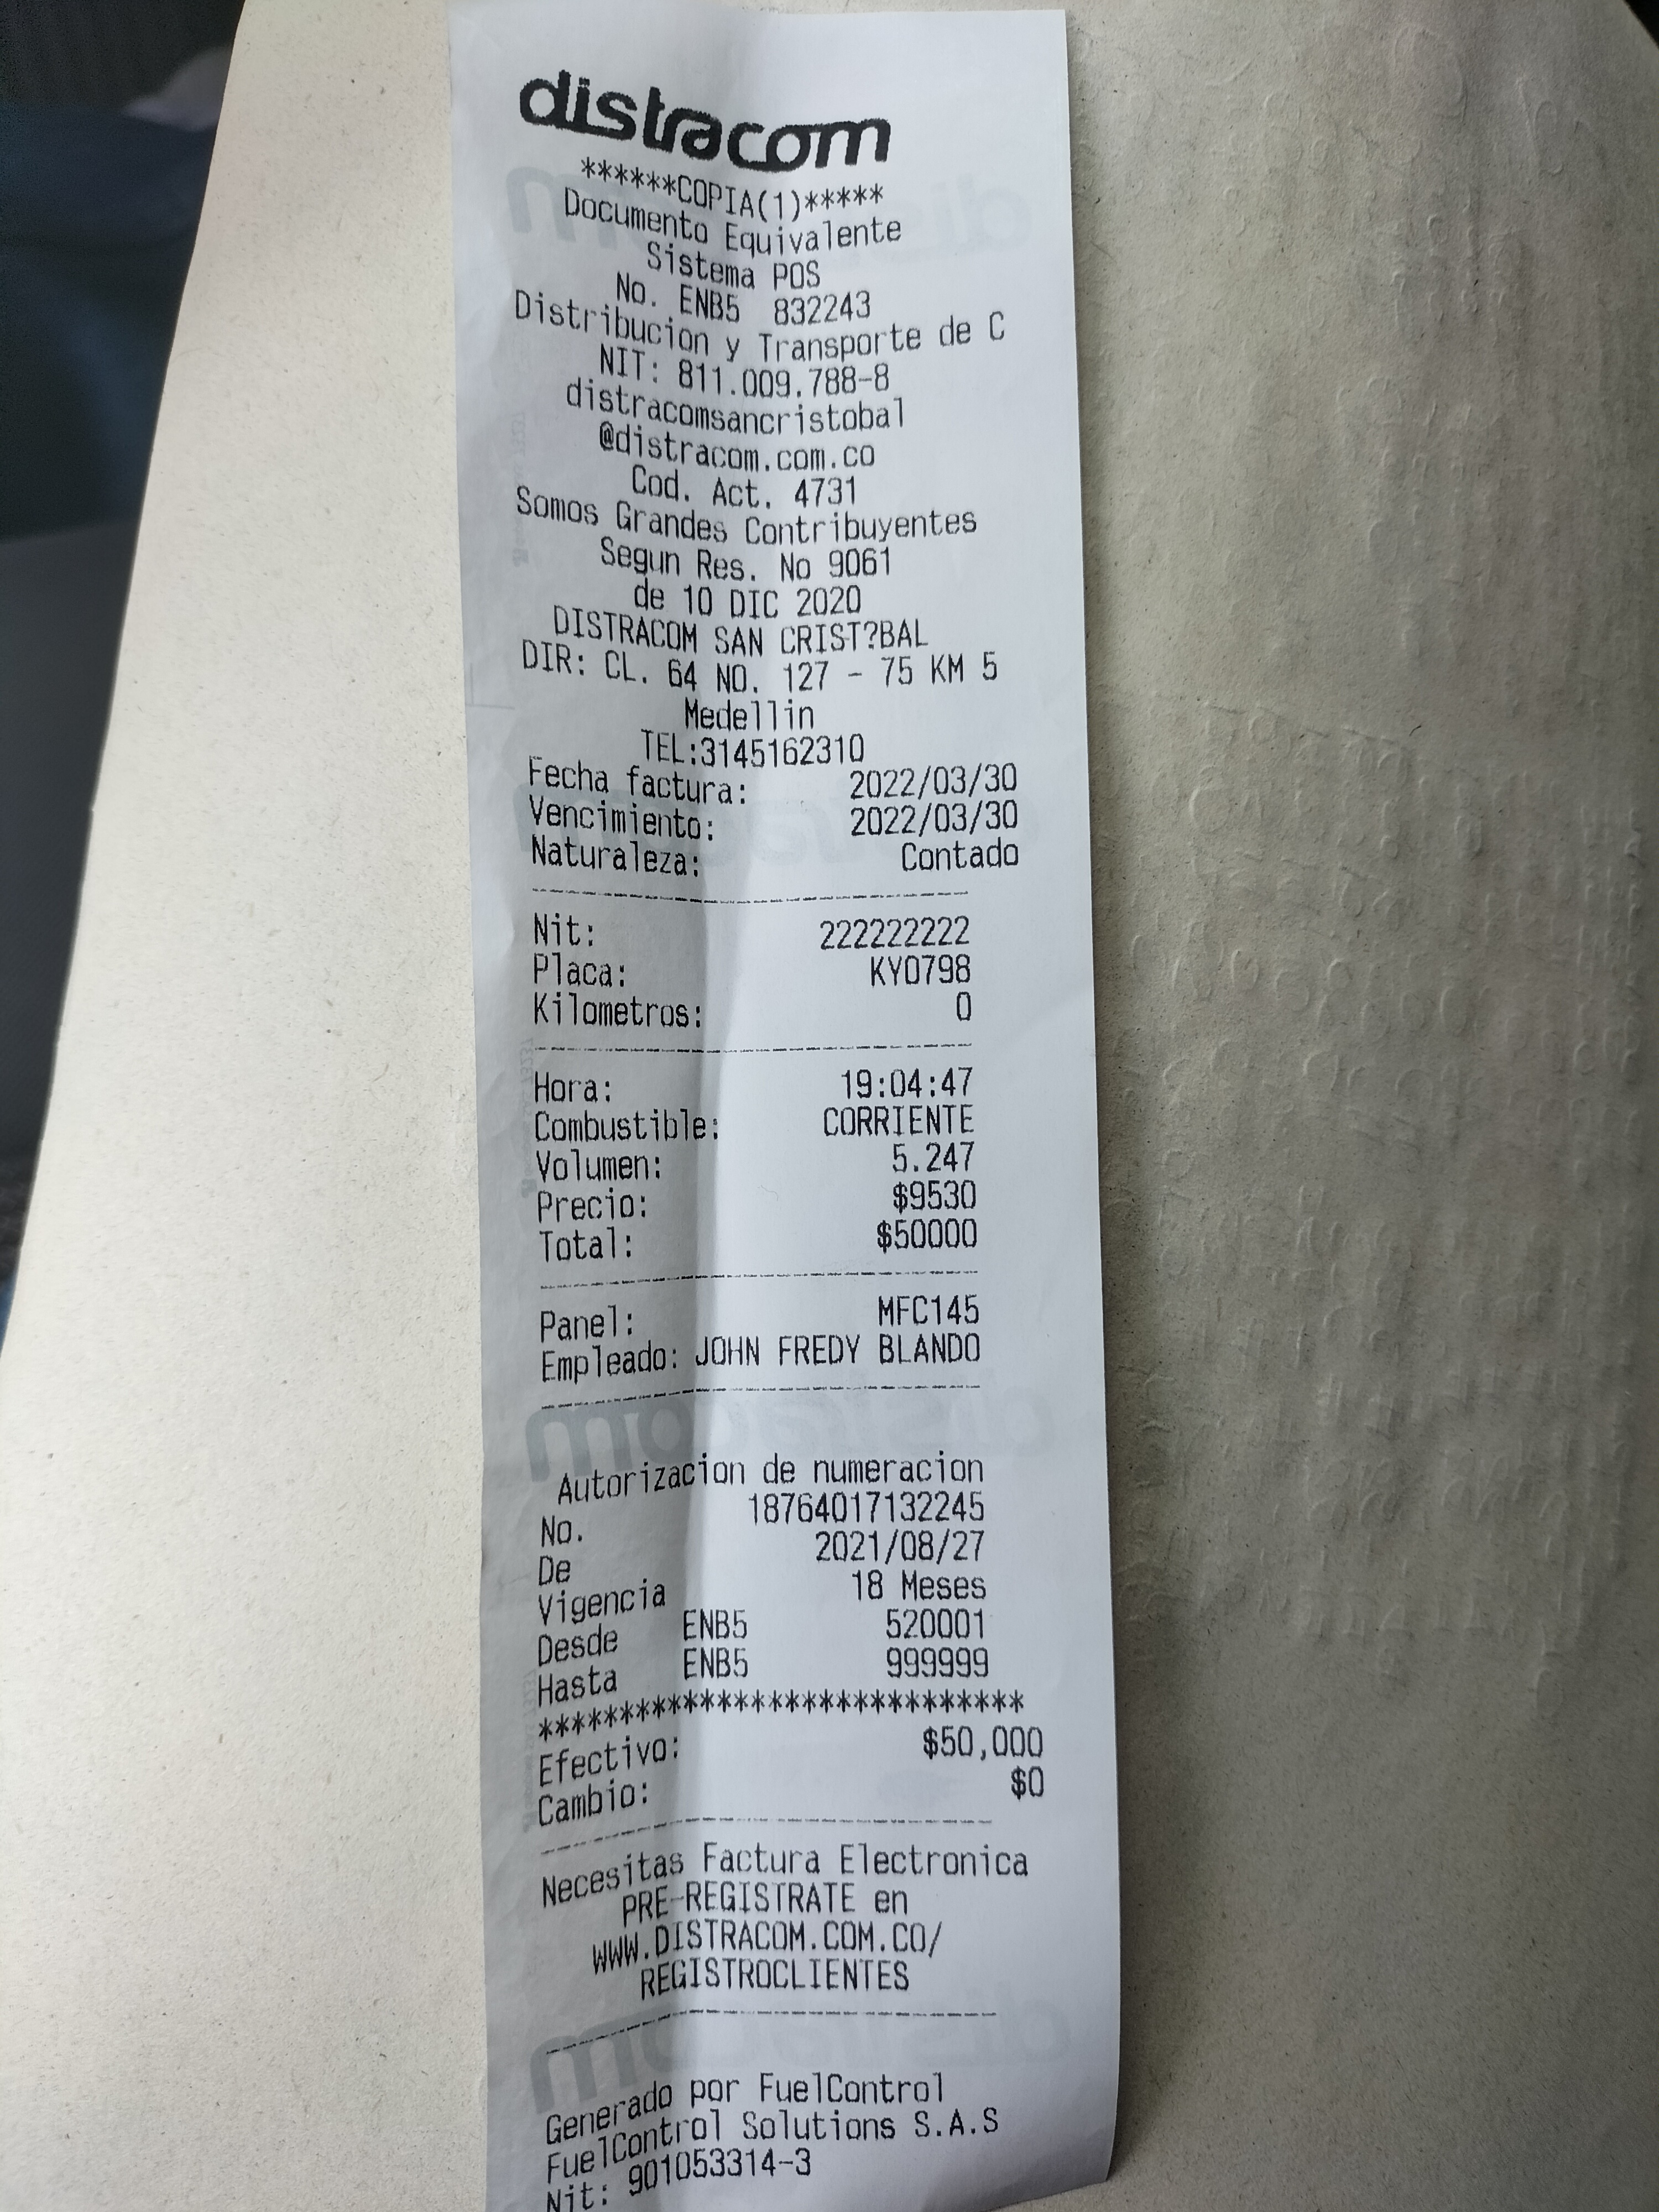 distracom
******COPIA(1)*****
Documento Equivalente
Sistema POS
No. ENB5 832243
Distribucion y Transporte de C
NIT: 811.009.788-8
distracomsancristobal
@distracom.com.co
Cod. Act. 4731
Somos Grandes Contribuyentes
Segun Res. No 9061
de 10 DIC 2020
DISTRACOM SAN CRIST?BAL
DIR: CL. 64 NO. 127 - 75 KM 5
Medellin
TEL:3145162310
Fecha factura: 2022/03/30
Vencimiento: 2022/03/30
Naturaleza: Contado
Nit: 222222222
Placa: KYO798
Kilometros: 0
Hora: 19:04:47
Combustible: CORRIENTE
Volumen: 5.247
Precio: $9530
Total: $50000
Panel: MFC145
Empleado: JOHN FREDY BLANDO
Autorizacion de numeracion
No. 18764017132245
De 2021/08/27
Vigencia 18 Meses
Desde ENB5 520001
Hasta ENB5 999999
******************************
Efectivo: $50,000
Cambio: $0
Necesitas Factura Electronica
PRE-REGISTRATE en
WWW.DISTRACOM.COM.CO/
REGISTROCLIENTES
Generado por FuelControl
FuelControl Solutions S.A.S
Nit: 901053314-3